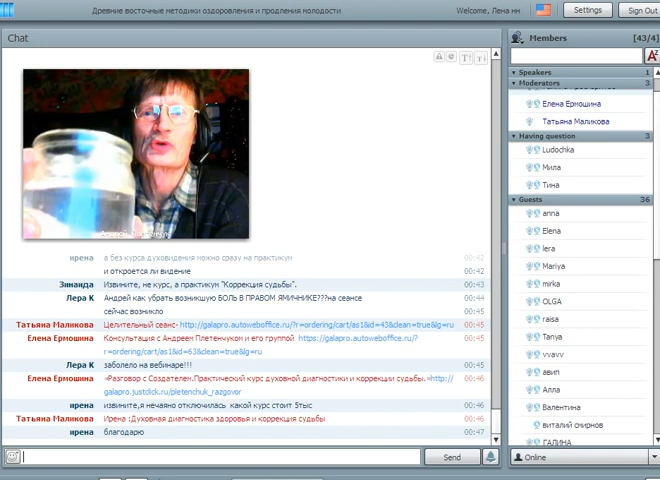 Древние восточные методики оздоровления и продления молодости
Welcome, Лена нн
Settings
Sign Out
Chat
ирена а без курса духовидения можно сразу на практикун 00:42
и откроется ли видение 00:42
Зинаида Извините, не курс, а практикун "Коррекция судьбы". 00:43
Лера К Андрей как убрать возникшую БОЛЬ В ПРАВОМ ЯМИЧНИКЕ???на сеансе 00:44
сейчас возникло 00:45
Татьяна Маликова Целительный сеанс- http://galapro.autoweboffice.ru/?r=ordering/cart/as1&id=43&clean=true&lg=ru 00:45
Елена Ермошина Консультация с Андреем Плетенчуком и его группой https://galapro.autoweboffice.ru/? 00:45
r=ordering/cart/as1&id=63&clean=true&lg=ru
Лера К заболело на вебинаре!!! 00:45
Елена Ермошина «Разговор с Создателем.Практический курс духовной диагностики и коррекции судьбы.»http:// 00:46
galapro.justclick.ru/pletenchuk_razgovor
ирена извините,я нечаяно отключилась какой курс стоит 5тыс 00:46
Татьяна Маликова Ирена :Духовная диагностика здоровья и коррекция судьбы 00:46
ирена благодарю 00:47
Send
Members [43/4]
Speakers 1
Moderators 3
Елена Ермошина
Татьяна Маликова
Having question 3
Ludochka
Мила
Тина
Guests 36
anna
Elena
lera
Mariya
mirka
OLGA
raisa
Tanya
vvavv
авип
Алла
Валентина
виталий смирнов
ГАЛИНА
Online